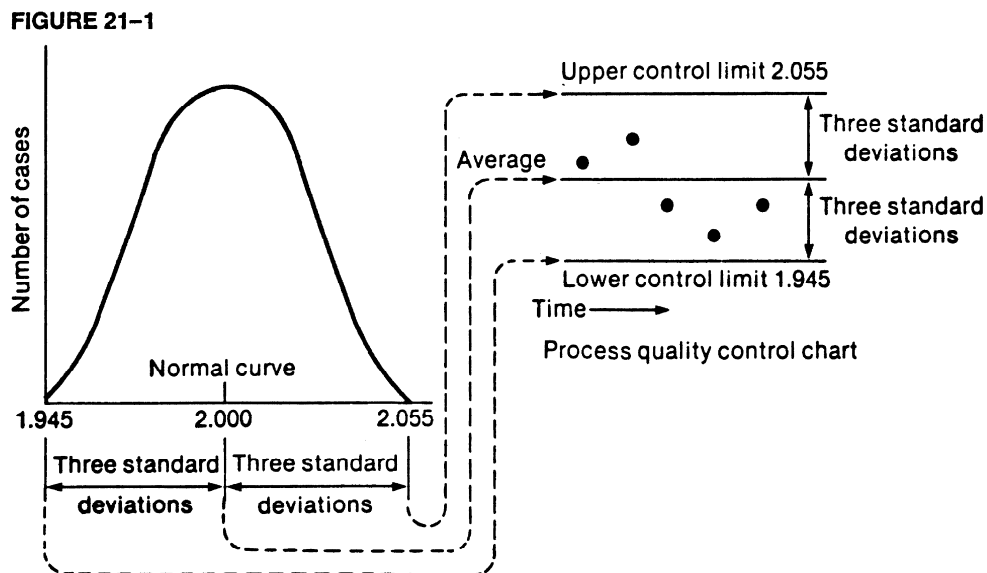 FIGURE 21–1
Number of cases
Normal curve
1.945
2.000
2.055
Three standard
deviations
Three standard
deviations
Upper control limit 2.055
Three standard
deviations
Average
Three standard
deviations
Lower control limit 1.945
Time
Process quality control chart